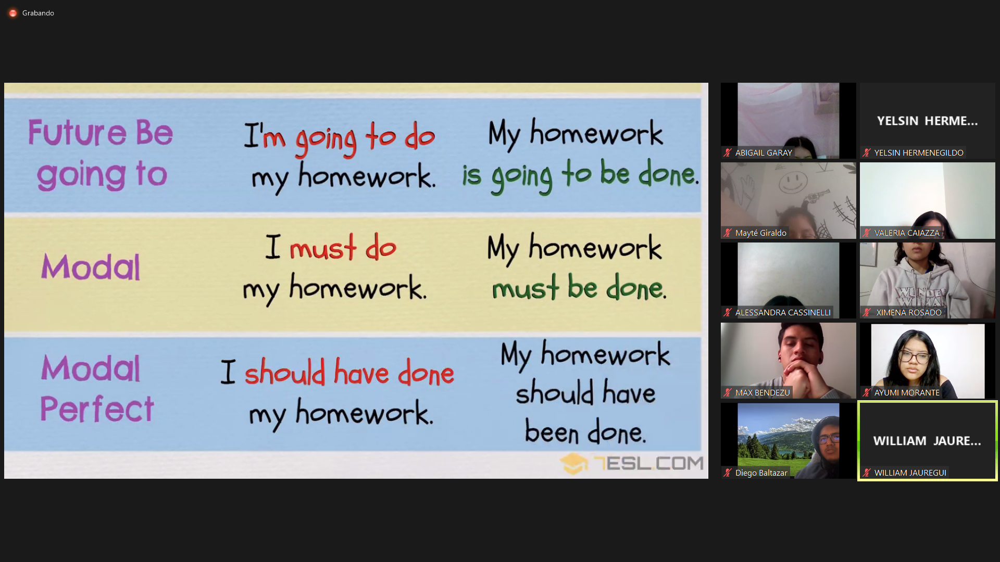 Grabando
Future Be
going to
I'm going to do
my homework.
My homework
is going to be done.
Modal
I must do
my homework.
My homework
must be done.
Modal
Perfect
I should have done
my homework.
My homework
should have
been done.
7ESL.COM
ABIGAIL GARAY
YELSIN HERME...
YELSIN HERMENEGILDO
Mayté Giraldo
VALERIA CAIAZZA
ALESSANDRA CASSINELLI
WONDER
WOMAN
XIMENA ROSADO
MAX BENDEZU
AYUMI MORANTE
Diego Baltazar
WILLIAM JAURE...
WILLIAM JAUREGUI